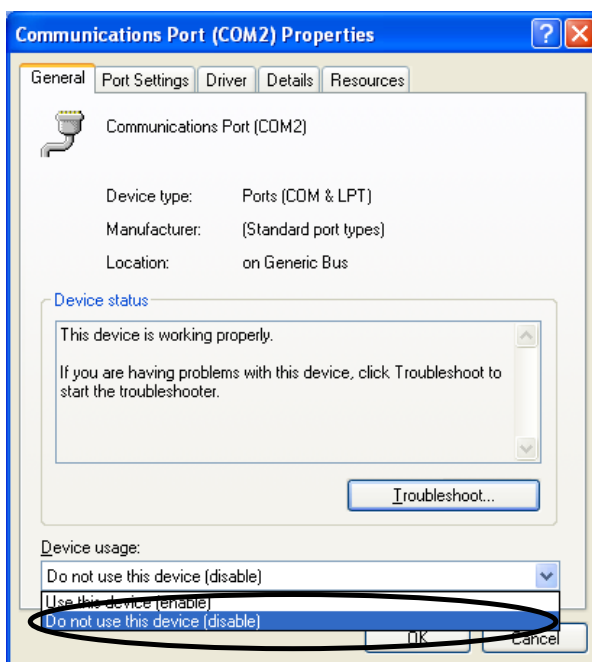 Communications Port (COM2) Properties
General Port Settings Driver Details Resources
Communications Port (COM2)
Device type: Ports (COM & LPT)
Manufacturer: (Standard port types)
Location: on Generic Bus
Device status
This device is working properly.
If you are having problems with this device, click Troubleshoot to
start the troubleshooter.
Troubleshoot...
Device usage:
Do not use this device (disable)
Use this device (enable)
Do not use this device (disable)
OK Cancel